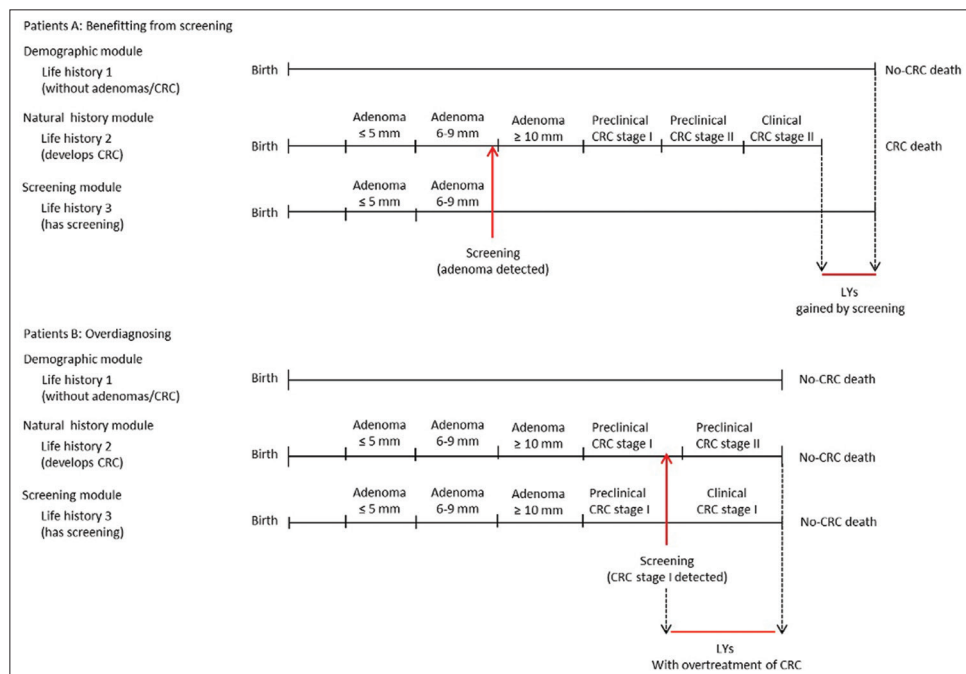 Patients A: Benefitting from screening
Demographic module
Life history 1
(without adenomas/CRC)
Birth
No-CRC death
Natural history module
Life history 2
(develops CRC)
Birth
Adenoma
≤ 5 mm
Adenoma
6-9 mm
Adenoma
≥ 10 mm
Preclinical
CRC stage I
Preclinical
CRC stage II
Clinical
CRC stage II
CRC death
Screening module
Life history 3
(has screening)
Birth
Adenoma
≤ 5 mm
Adenoma
6-9 mm
Screening
(adenoma detected)
LYs
gained by screening
Patients B: Overdiagnosing
Demographic module
Life history 1
(without adenomas/CRC)
Birth
No-CRC death
Natural history module
Life history 2
(develops CRC)
Birth
Adenoma
≤ 5 mm
Adenoma
6-9 mm
Adenoma
≥ 10 mm
Preclinical
CRC stage I
Preclinical
CRC stage II
No-CRC death
Screening module
Life history 3
(has screening)
Birth
Adenoma
≤ 5 mm
Adenoma
6-9 mm
Adenoma
≥ 10 mm
Preclinical
CRC stage I
Clinical
CRC stage I
No-CRC death
Screening
(CRC stage I detected)
LYs
With overtreatment of CRC